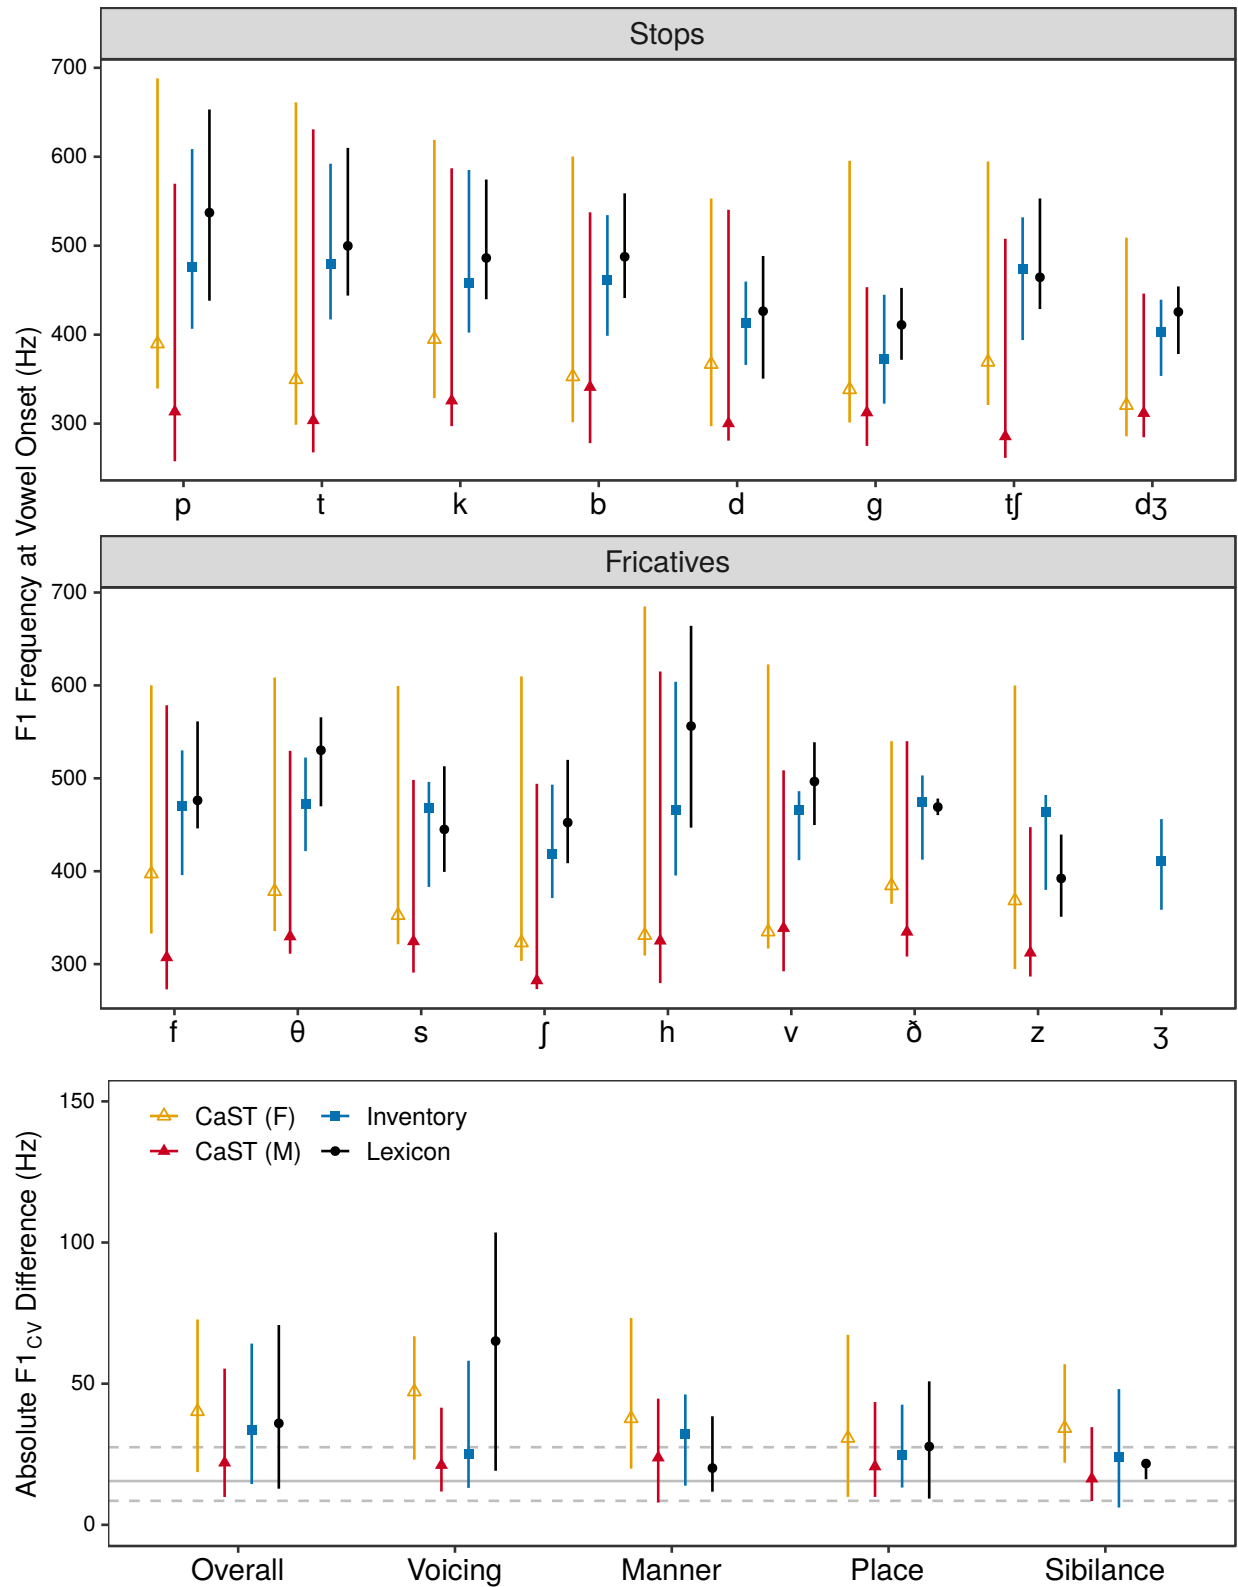 Stops
700
600
500
400
300
p t k b d g tʃ dʒ
F1 Frequency at Vowel Onset (Hz)
Fricatives
700
600
500
400
300
f θ s ʃ h v ð z ʒ
Absolute F1CV Difference (Hz)
150
100
50
0
CaST (F) Inventory
CaST (M) Lexicon
Overall Voicing Manner Place Sibilance